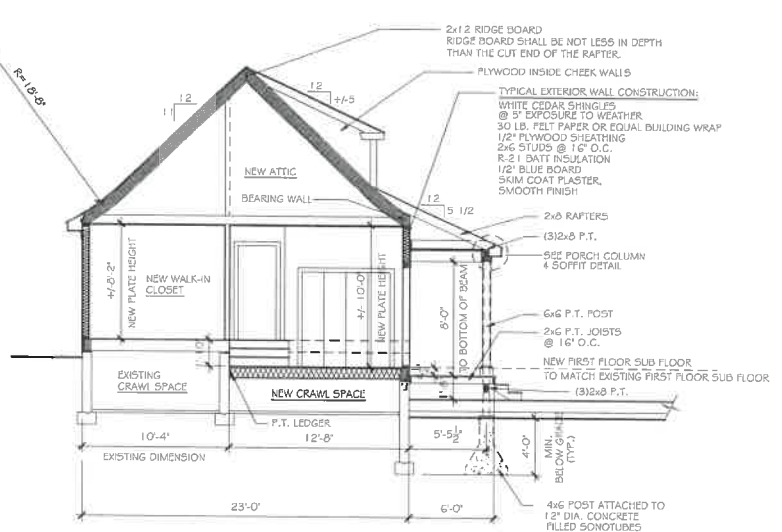 2x12 RIDGE BOARD
RIDGE BOARD SHALL BE NOT LESS IN DEPTH
THAN THE CUT END OF THE RAFTER.
PLYWOOD INSIDE CHEEK WALLS
TYPICAL EXTERIOR WALL CONSTRUCTION:
WHITE CEDAR SHINGLES
@ 5" EXPOSURE TO WEATHER
30 LB. FELT PAPER OR EQUAL BUILDING WRAP
1/2" PLYWOOD SHEATHING
2x6 STUDS @ 16" O.C.
R-21 BATT INSULATION
1/2" BLUE BOARD
SKIM COAT PLASTER,
SMOOTH FINISH
R=18'-8"
12
11
12
+/-5
NEW ATTIC
BEARING WALL
12
5 1/2
2x8 RAFTERS
(3)2x8 P.T.
SEE PORCH COLUMN
& SOFFIT DETAIL
+/-8'-2"
NEW PLATE HEIGHT
NEW WALK-IN
CLOSET
+/- 10'-0"
NEW PLATE HEIGHT
8'-0"
TO BOTTOM OF BEAM
6x6 P.T. POST
2x6 P.T. JOISTS
@ 16" O.C.
NEW FIRST FLOOR SUB FLOOR
TO MATCH EXISTING FIRST FLOOR SUB FLOOR
EXISTING
CRAWL SPACE
NEW CRAWL SPACE
(3)2x8 P.T.
P.T. LEDGER
10'-4"
12'-8"
5'-5 1/2"
4'-0"
MIN.
BELOW GRADE
(TYP.)
EXISTING DIMENSION
23'-0"
6'-0"
4x6 POST ATTACHED TO
12" DIA. CONCRETE
FILLED SONOTUBES